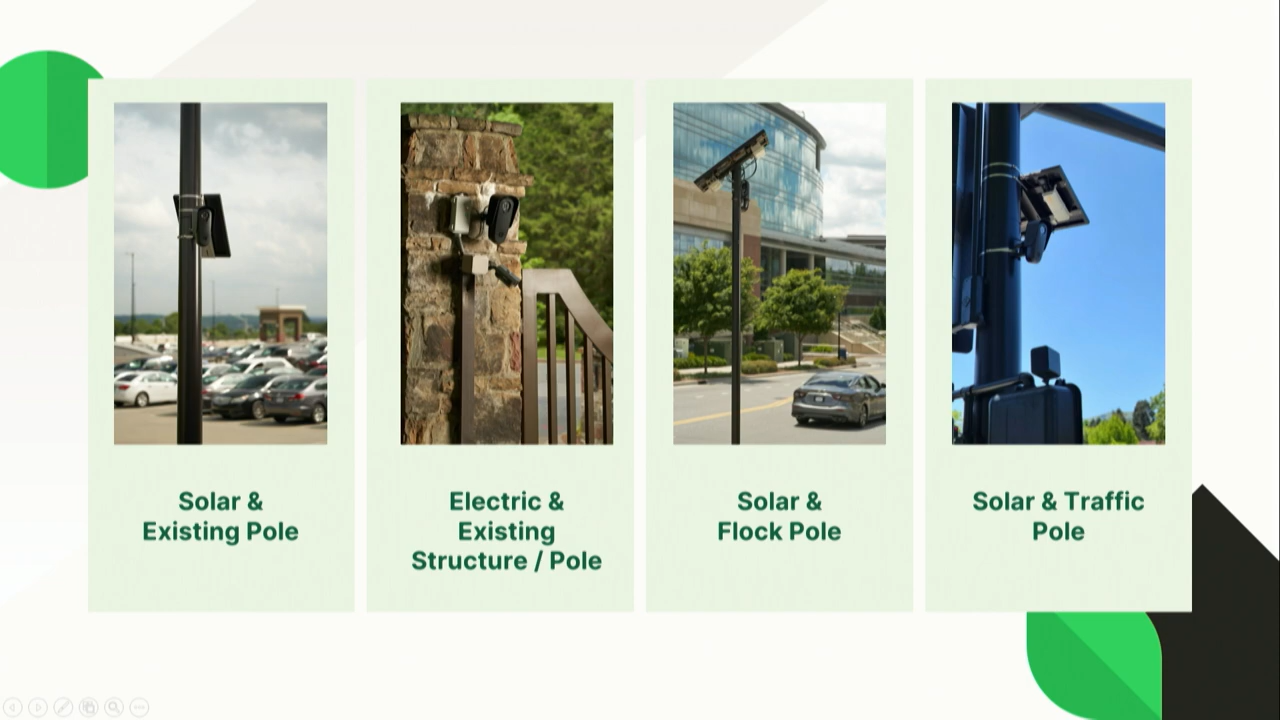 Solar &
Existing Pole
Electric &
Existing
Structure / Pole
Solar &
Flock Pole
Solar & Traffic
Pole